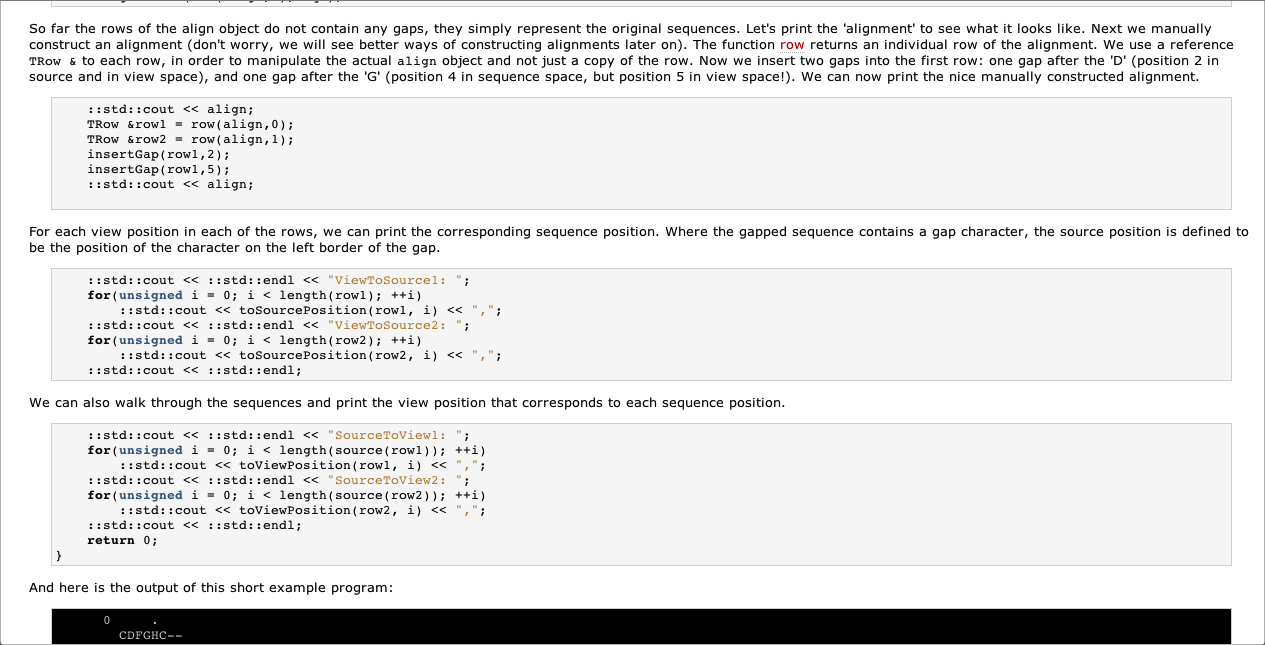 So far the rows of the align object do not contain any gaps, they simply represent the original sequences. Let's print the 'alignment' to see what it looks like. Next we manually
construct an alignment (don't worry, we will see better ways of constructing alignments later on). The function row returns an individual row of the alignment. We use a reference
TRow & to each row, in order to manipulate the actual align object and not just a copy of the row. Now we insert two gaps into the first row: one gap after the 'D' (position 2 in
source and in view space), and one gap after the 'G' (position 4 in sequence space, but position 5 in view space!). We can now print the nice manually constructed alignment.
::std::cout << align;
TRow &row1 = row(align,0);
TRow &row2 = row(align,1);
insertGap(row1,2);
insertGap(row1,5);
::std::cout << align;
For each view position in each of the rows, we can print the corresponding sequence position. Where the gapped sequence contains a gap character, the source position is defined to
be the position of the character on the left border of the gap.
::std::cout << ::std::endl << "ViewToSource1: ";
for(unsigned i = 0; i < length(row1); ++i)
::std::cout << toSourcePosition(row1, i) << ",";
::std::cout << ::std::endl << "ViewToSource2: ";
for(unsigned i = 0; i < length(row2); ++i)
::std::cout << toSourcePosition(row2, i) << ",";
::std::cout << ::std::endl;
We can also walk through the sequences and print the view position that corresponds to each sequence position.
::std::cout << ::std::endl << "SourceToView1: ";
for(unsigned i = 0; i < length(source(row1)); ++i)
::std::cout << toViewPosition(row1, i) << ",";
::std::cout << ::std::endl << "SourceToView2: ";
for(unsigned i = 0; i < length(source(row2)); ++i)
::std::cout << toViewPosition(row2, i) << ",";
::std::cout << ::std::endl;
return 0;
}
And here is the output of this short example program:
0 .
CDFGHC--